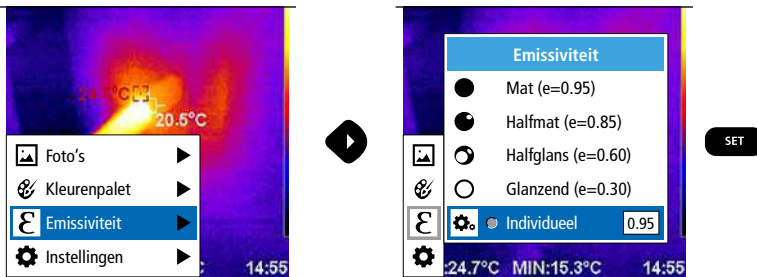 20.5°C
Foto's
Kleurenpalet
ε Emissiviteit
Instellingen
14:55
Emissiviteit
Mat (e=0.95)
Halfmat (e=0.85)
Halfglans (e=0.60)
Glanzend (e=0.30)
ε
Individueel 0.95
:24.7°C MIN:15.3°C 14:55
SET